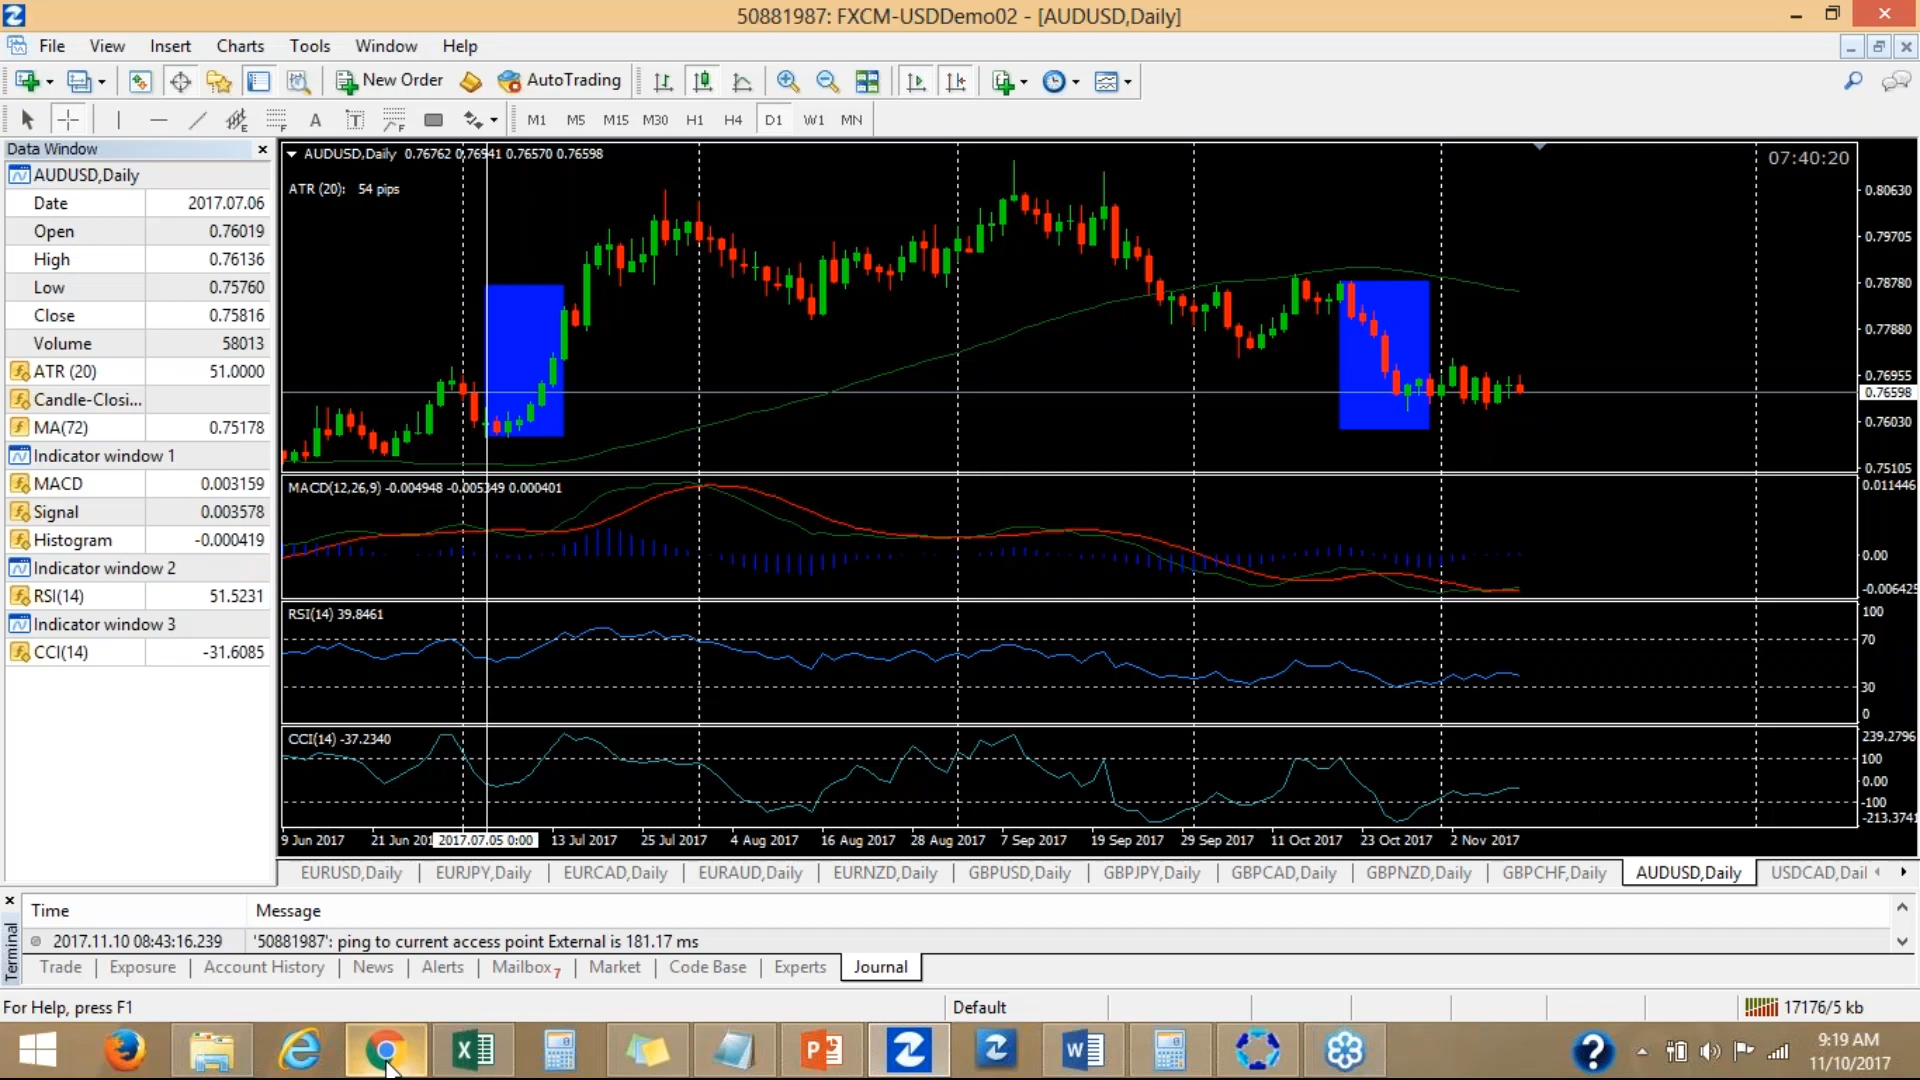 50881987: FXCM-USDDemo02 - [AUDUSD,Daily]
File View Insert Charts Tools Window Help
New Order AutoTrading
A T M1 M5 M15 M30 H1 H4 D1 W1 MN
Data Window
AUDUSD,Daily
Date 2017.07.06
Open 0.76019
High 0.76136
Low 0.75760
Close 0.75816
Volume 58013
ATR (20) 51.0000
Candle-Closi...
MA(72) 0.75178
Indicator window 1
MACD 0.003159
Signal 0.003578
Histogram -0.000419
Indicator window 2
RSI(14) 51.5231
Indicator window 3
CCI(14) -31.6085
AUDUSD,Daily 0.76762 0.76941 0.76570 0.76598
07:40:20
ATR (20): 54 pips
0.80630
0.79705
0.78780
0.77880
0.76955
0.76598
0.76030
0.75105
MACD(12,26,9) -0.004948 -0.005349 0.000401
0.011446
0.00
-0.006425
RSI(14) 39.8461
100
70
30
0
CCI(14) -37.2340
239.2796
100
0.00
-100
-213.3741
9 Jun 2017 21 Jun 201 2017.07.05 0:00 13 Jul 2017 25 Jul 2017 4 Aug 2017 16 Aug 2017 28 Aug 2017 7 Sep 2017 19 Sep 2017 29 Sep 2017 11 Oct 2017 23 Oct 2017 2 Nov 2017
EURUSD,Daily EURJPY,Daily EURCAD,Daily EURAUD,Daily EURNZD,Daily GBPUSD,Daily GBPJPY,Daily GBPCAD,Daily GBPNZD,Daily GBPCHF,Daily AUDUSD,Daily USDCAD,Dail
Terminal
Time Message
2017.11.10 08:43:16.239 '50881987': ping to current access point External is 181.17 ms
Trade Exposure Account History News Alerts Mailbox 7 Market Code Base Experts Journal
For Help, press F1 Default 17176/5 kb
9:19 AM
11/10/2017